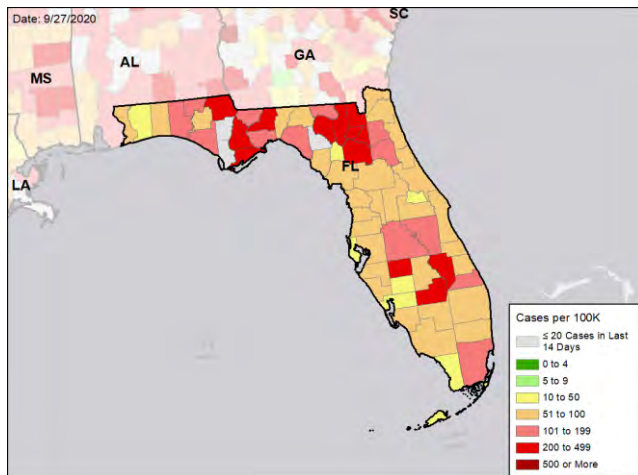 Date: 9/27/2020
SC
GA
AL
MS
FL
LA
Cases per 100K
≤ 20 Cases in Last
14 Days
0 to 4
5 to 9
10 to 50
51 to 100
101 to 199
200 to 499
500 or More